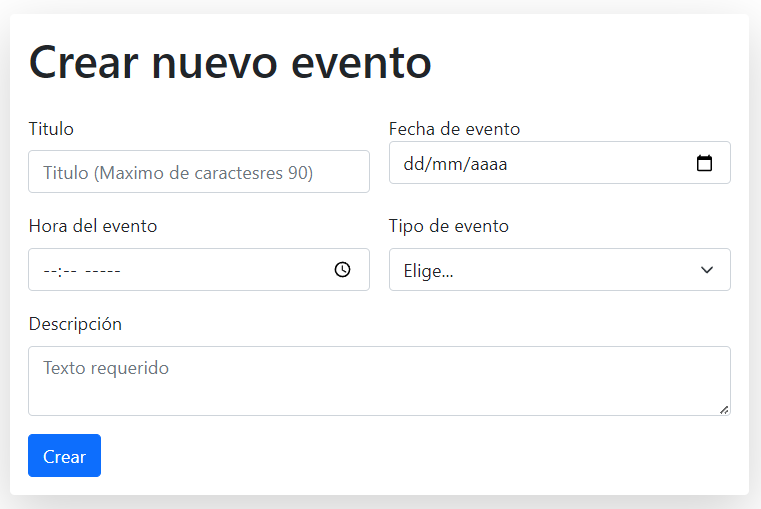 Crear nuevo evento
Titulo
Fecha de evento
Titulo (Maximo de caractesres 90)
dd/mm/aaaa
Hora del evento
Tipo de evento
--:-- -----
Elige...
Descripción
Texto requerido
Crear